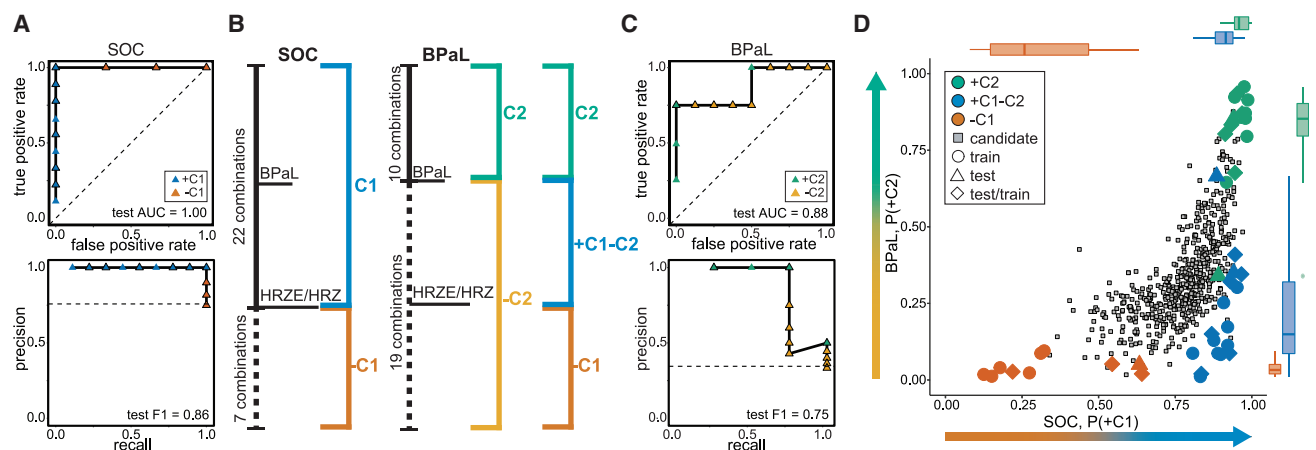 A
SOC
true positive rate
1.0
0.5
0.0
+C1
-C1
test AUC = 1.00
0.0
0.5
1.0
false positive rate
precision
1.0
0.5
0.0
test F1 = 0.86
0.0
0.5
1.0
recall
B
SOC
BPaL
22 combinations
7 combinations
BPaL
HRZE/HRZ
C1
-C1
10 combinations
19 combinations
BPaL
HRZE/HRZ
C2
-C2
C2
+C1-C2
-C1
C
BPaL
true positive rate
1.0
0.5
0.0
+C2
-C2
test AUC = 0.88
0.0
0.5
1.0
false positive rate
precision
1.0
0.5
0.0
test F1 = 0.75
0.0
0.5
1.0
recall
D
BPaL, P(+C2)
1.00
0.75
0.50
0.25
0.00
+C2
+C1-C2
-C1
candidate
train
test
test/train
0.00
0.25
0.50
0.75
1.00
SOC, P(+C1)